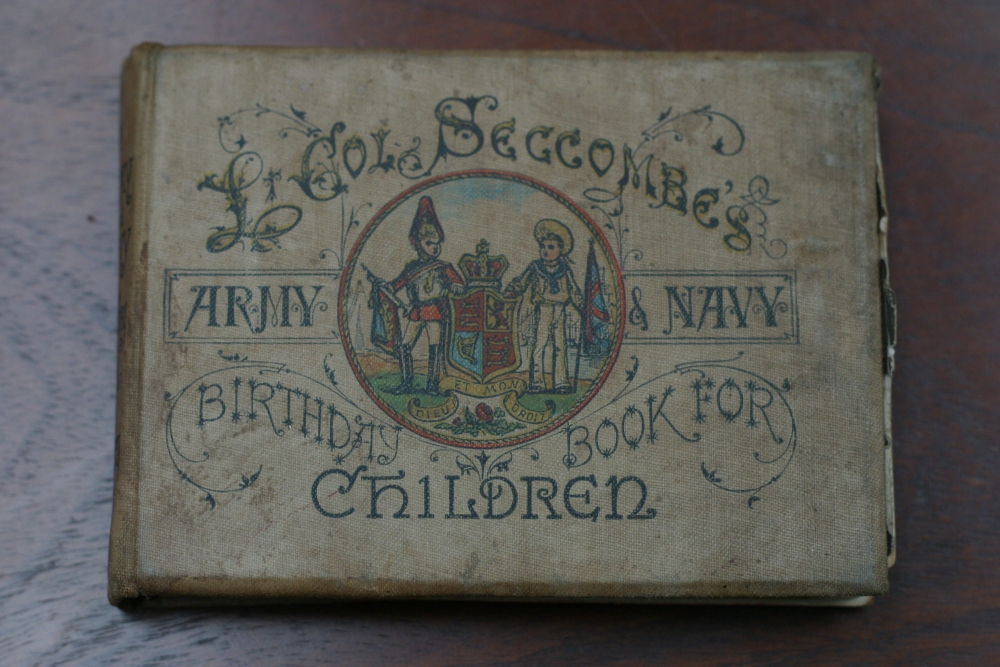 Lt Col. Seccombe's
ARMY & NAVY
BIRTHDAY BOOK FOR
CHILDREN
DIEU ET MON DROIT